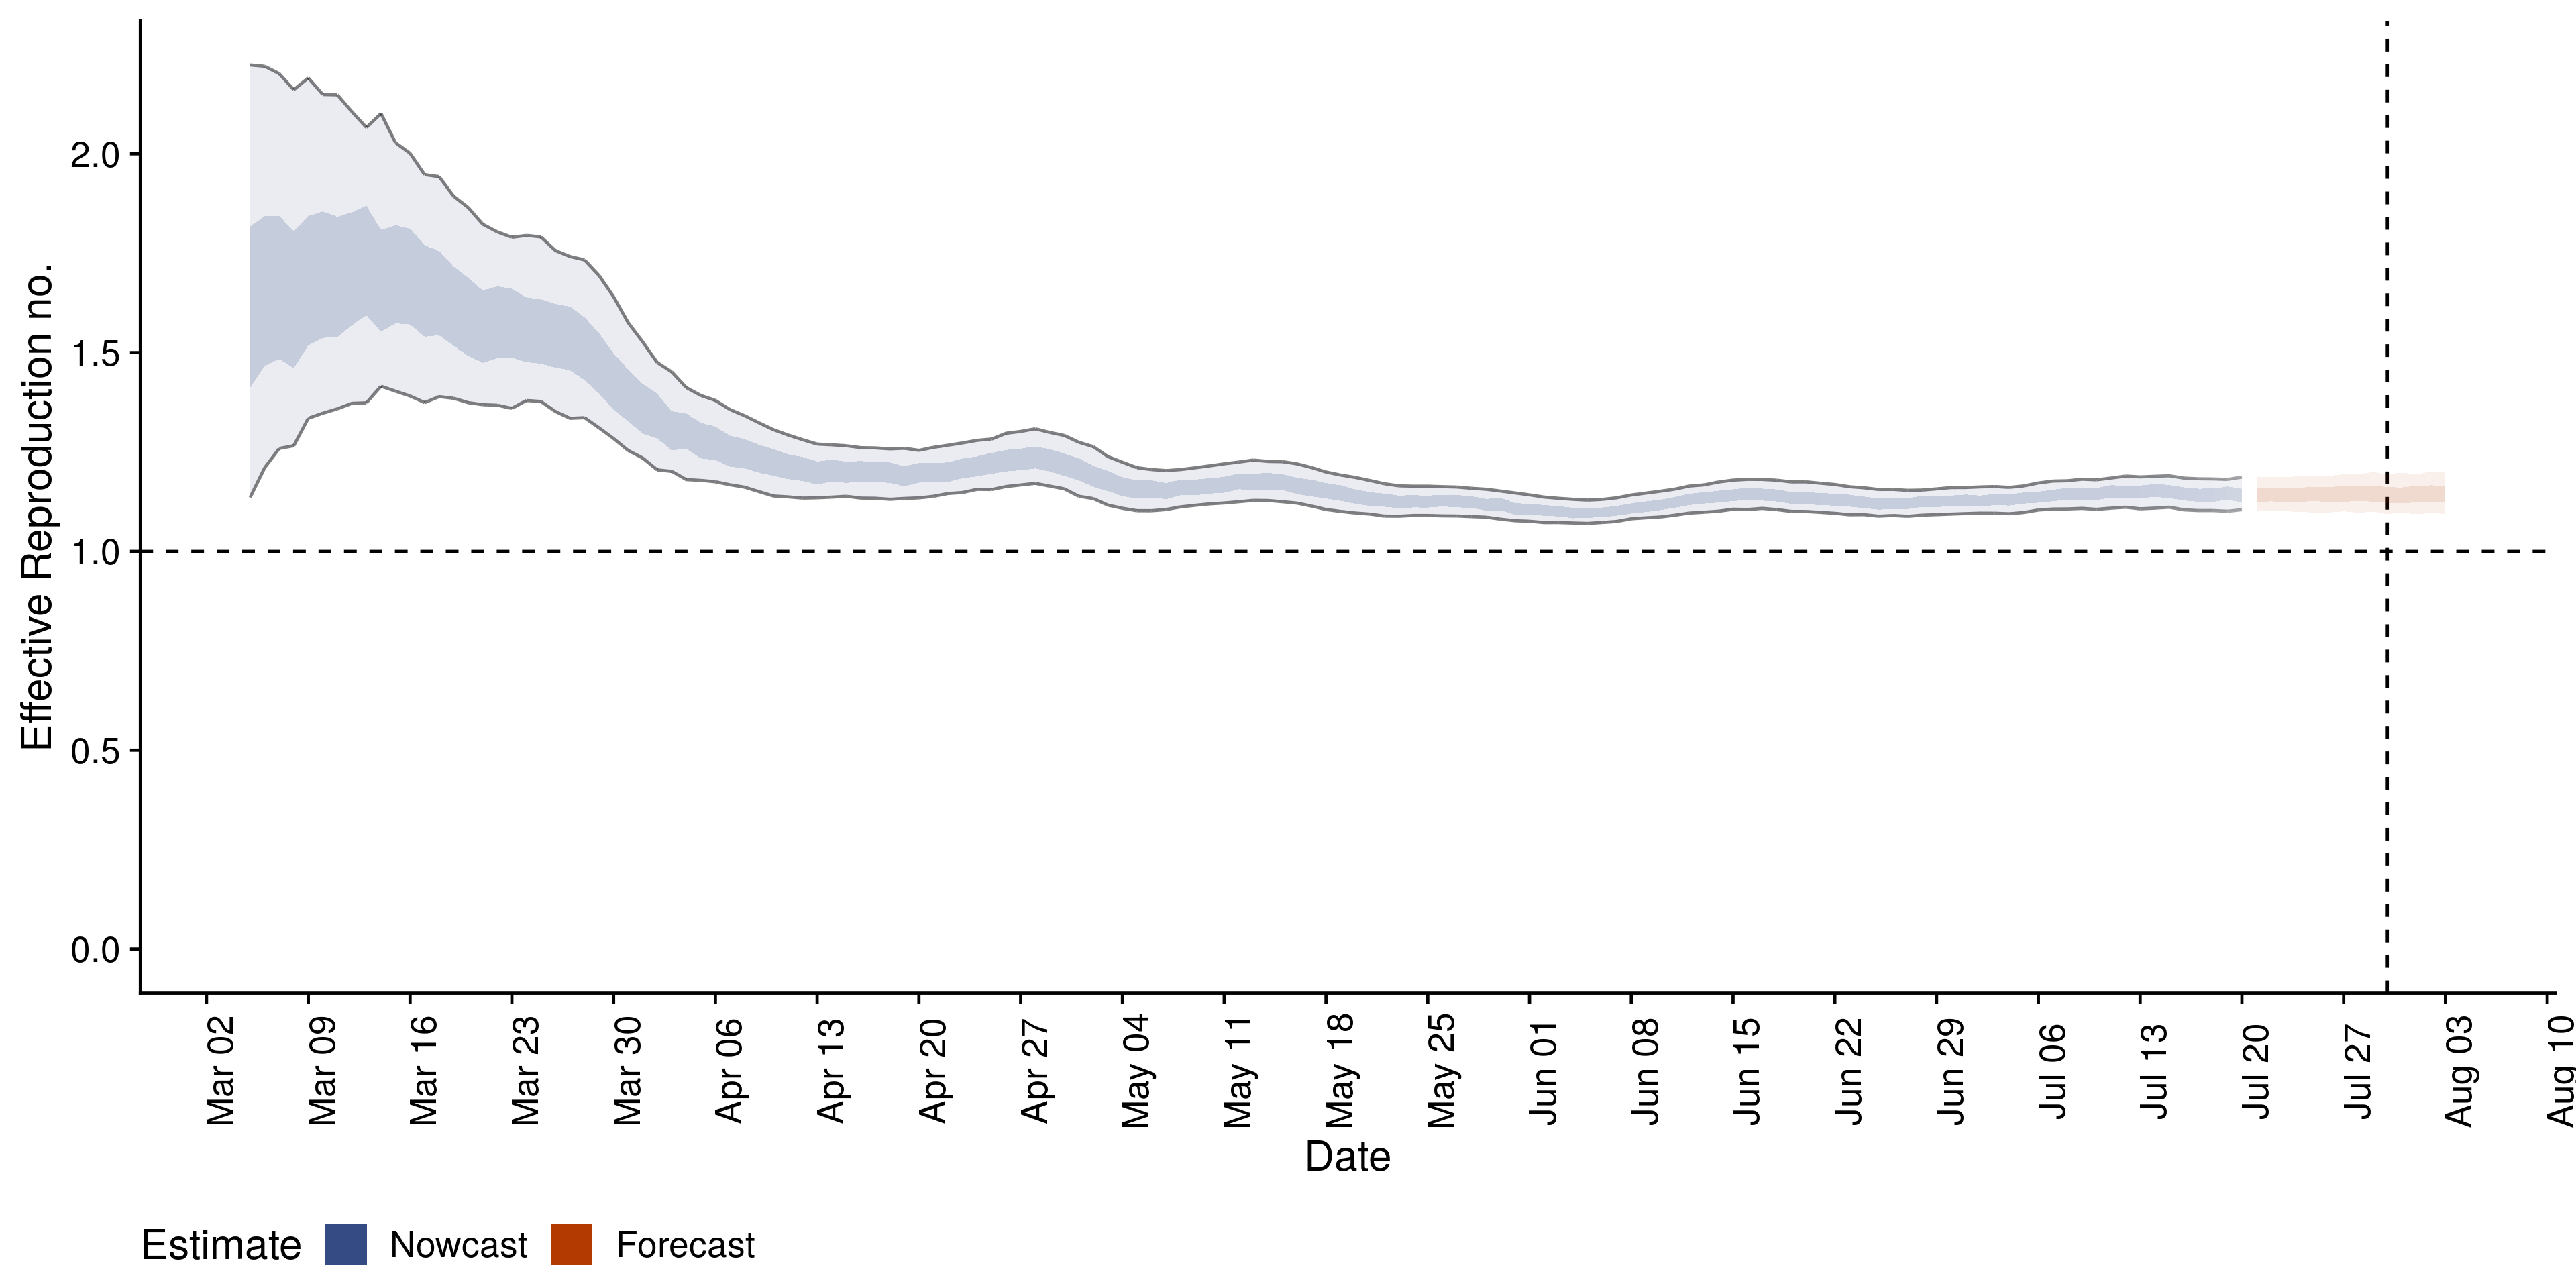 Effective Reproduction no.
2.0
1.5
1.0
0.5
0.0
Mar 02
Mar 09
Mar 16
Mar 23
Mar 30
Apr 06
Apr 13
Apr 20
Apr 27
May 04
May 11
May 18
May 25
Jun 01
Jun 08
Jun 15
Jun 22
Jun 29
Jul 06
Jul 13
Jul 20
Jul 27
Aug 03
Aug 10
Date
Estimate Nowcast Forecast